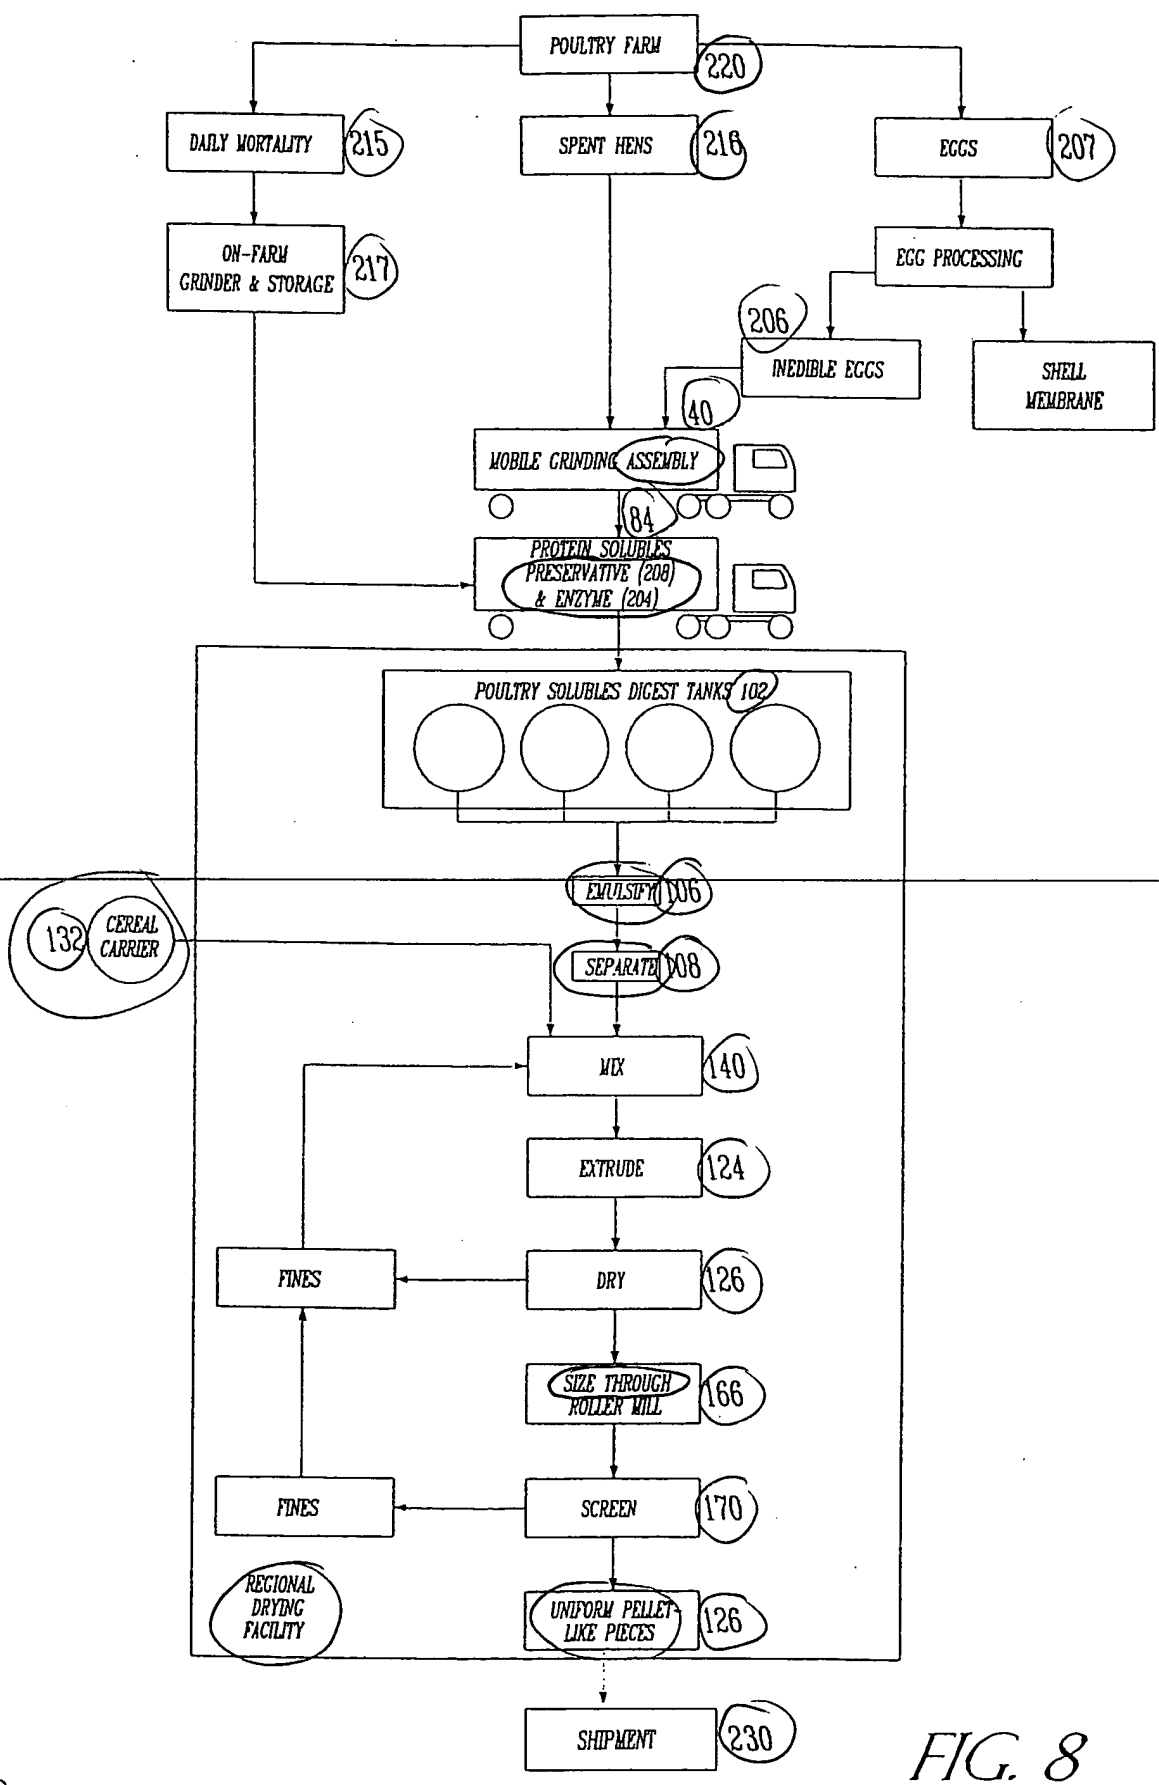 POULTRY FARM
220
DAILY MORTALITY
215
SPENT HENS
216
EGGS
207
ON-FARM
GRINDER & STORAGE
217
EGG PROCESSING
206
INEDIBLE EGGS
SHELL
MEMBRANE
40
MOBILE GRINDING ASSEMBLY
84
PROTEIN SOLUBLES
PRESERVATIVE (208)
& ENZYME (204)
POULTRY SOLUBLES DIGEST TANKS 102
EMULSIFY 106
132
CEREAL
CARRIER
SEPARATE 108
MIX
140
EXTRUDE
124
FINES
DRY
126
SIZE THROUGH
ROLLER MILL
166
FINES
SCREEN
170
REGIONAL
DRYING
FACILITY
UNIFORM PELLET-
LIKE PIECES
126
SHIPMENT
230
FIG. 8